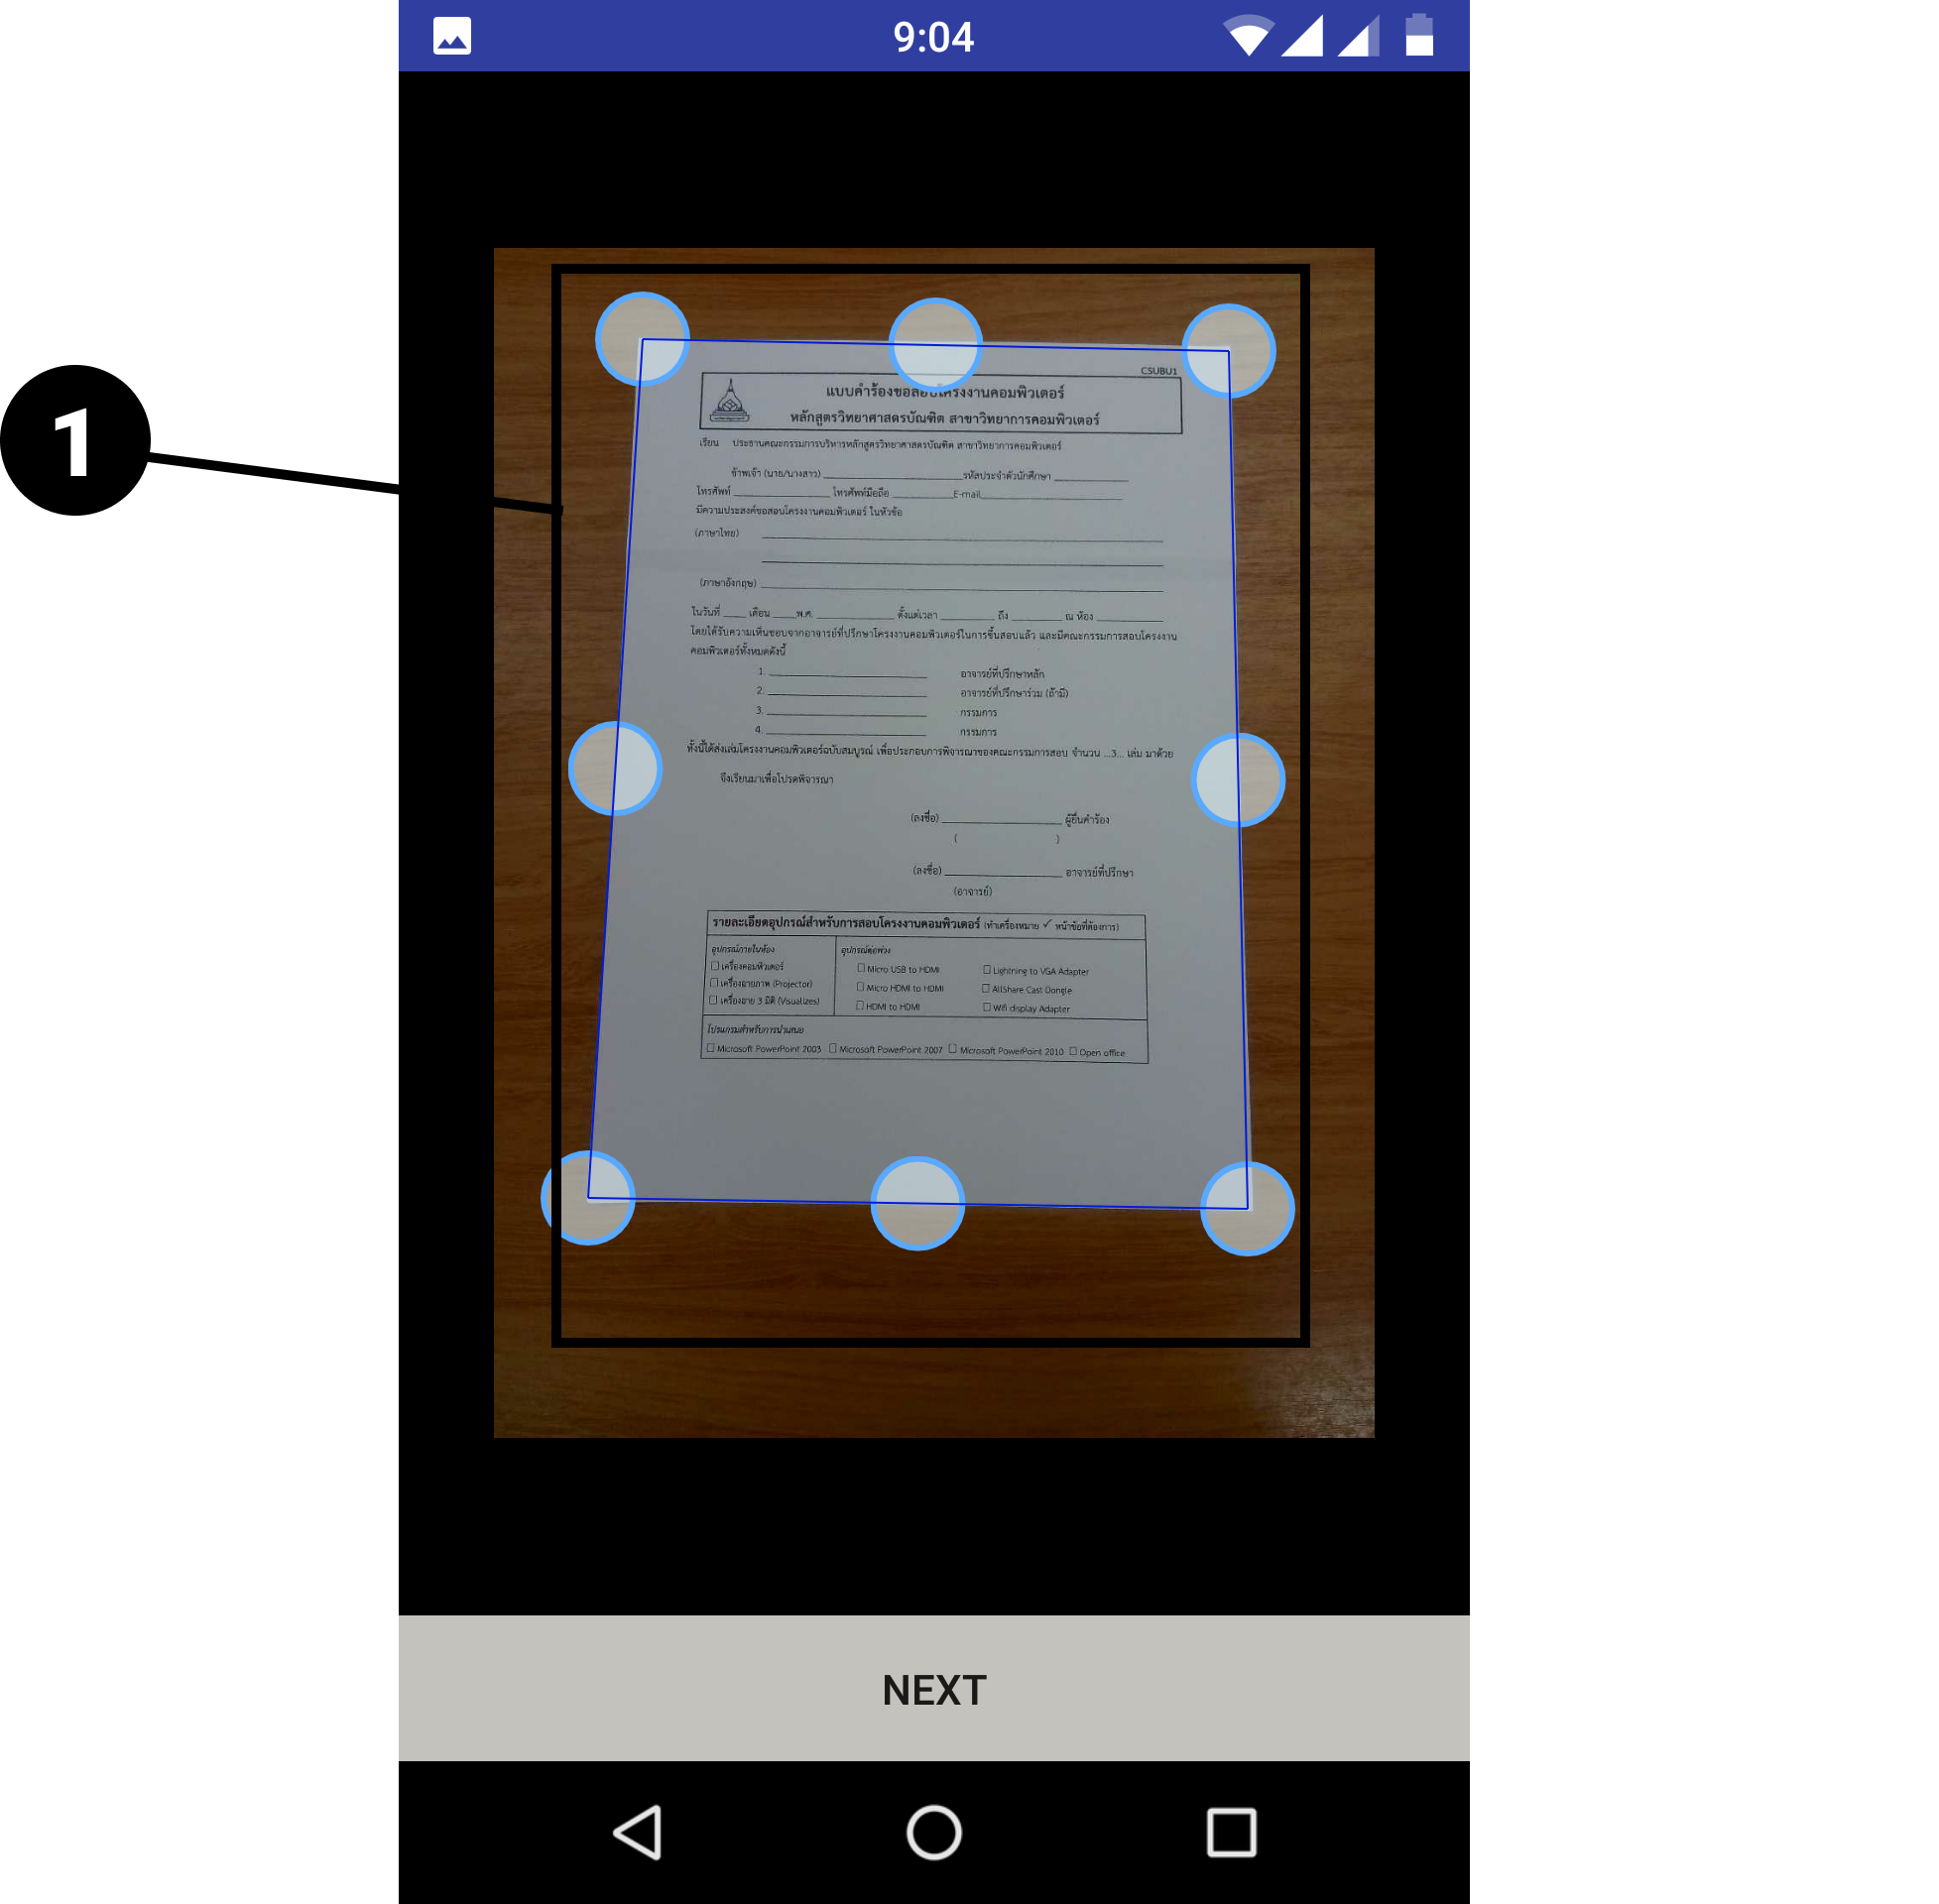 9:04
1
CSUBU1
แบบคำร้องขอสอบโครงงานคอมพิวเตอร์
หลักสูตรวิทยาศาสตรบัณฑิต สาขาวิทยาการคอมพิวเตอร์
เรียน ประธานคณะกรรมการบริหารหลักสูตรวิทยาศาสตรบัณฑิต สาขาวิทยาการคอมพิวเตอร์
ข้าพเจ้า (นาย/นางสาว) ____________________ รหัสประจำตัวนักศึกษา ____________
โทรศัพท์ ______________ โทรศัพท์มือถือ __________ E-mail ____________________
มีความประสงค์ขอสอบโครงงานคอมพิวเตอร์ ในหัวข้อ
(ภาษาไทย) ________________________________________
________________________________________
(ภาษาอังกฤษ) ________________________________________
ในวันที่ ____ เดือน ____พ.ศ. ____________ ตั้งแต่เวลา ________ ถึง ________ ณ ห้อง __________
โดยได้รับความเห็นชอบจากอาจารย์ที่ปรึกษาโครงงานคอมพิวเตอร์ในการขึ้นสอบแล้ว และมีคณะกรรมการสอบโครงงาน
คอมพิวเตอร์ทั้งหมดดังนี้
1. ____________________ อาจารย์ที่ปรึกษาหลัก
2. ____________________ อาจารย์ที่ปรึกษาร่วม (ถ้ามี)
3. ____________________ กรรมการ
4. ____________________ กรรมการ
ทั้งนี้ได้ส่งเล่มโครงงานคอมพิวเตอร์ฉบับสมบูรณ์ เพื่อประกอบการพิจารณาของคณะกรรมการสอบ จำนวน ...3... เล่ม มาด้วย
จึงเรียนมาเพื่อโปรดพิจารณา
(ลงชื่อ) ________________ ผู้ยื่นคำร้อง
( )
(ลงชื่อ) ________________ อาจารย์ที่ปรึกษา
(อาจารย์)
รายละเอียดอุปกรณ์สำหรับการสอบโครงงานคอมพิวเตอร์ (ทำเครื่องหมาย ✓ หน้าข้อที่ต้องการ)
อุปกรณ์ภายในห้อง อุปกรณ์ต่อพ่วง
☐ เครื่องคอมพิวเตอร์ ☐ Micro USB to HDMI ☐ Lightning to VGA Adapter
☐ เครื่องฉายภาพ (Projector) ☐ Micro HDMI to HDMI ☐ AllShare Cast Dongle
☐ เครื่องฉาย 3 มิติ (Visualizes) ☐ HDMI to HDMI ☐ Wifi display Adapter
โปรแกรมสำหรับการนำเสนอ
☐ Microsoft PowerPoint 2003 ☐ Microsoft PowerPoint 2007 ☐ Microsoft PowerPoint 2010 ☐ Open office
NEXT